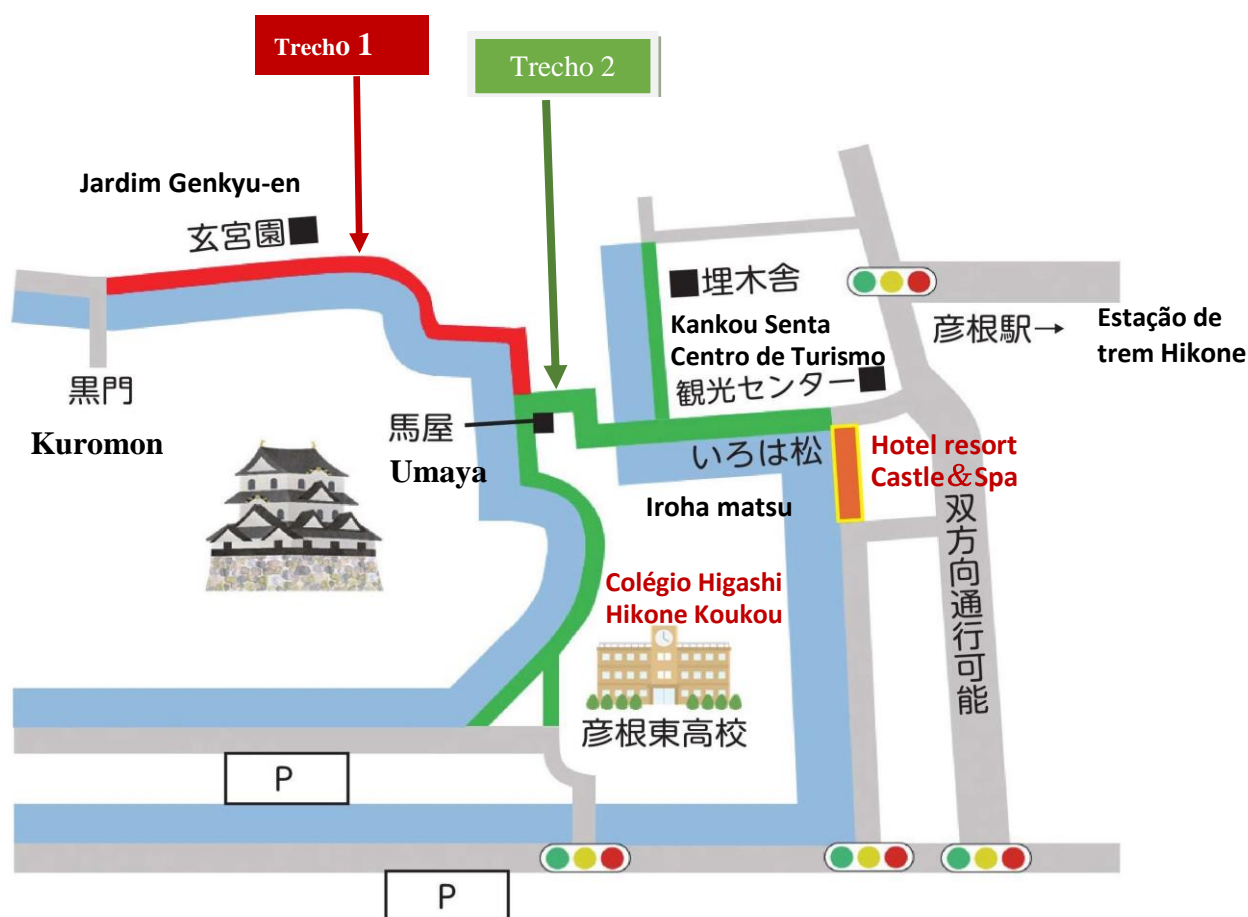 Trecho 1
Trecho 2
Jardim Genkyu-en
玄宮園
埋木舎
Kankou Senta
Centro de Turismo
観光センター
彦根駅→
Estação de
trem Hikone
黒門
Kuromon
馬屋
Umaya
いろは松
Iroha matsu
Hotel resort
Castle&Spa
双方向通行可能
Colégio Higashi
Hikone Koukou
彦根東高校
P
P